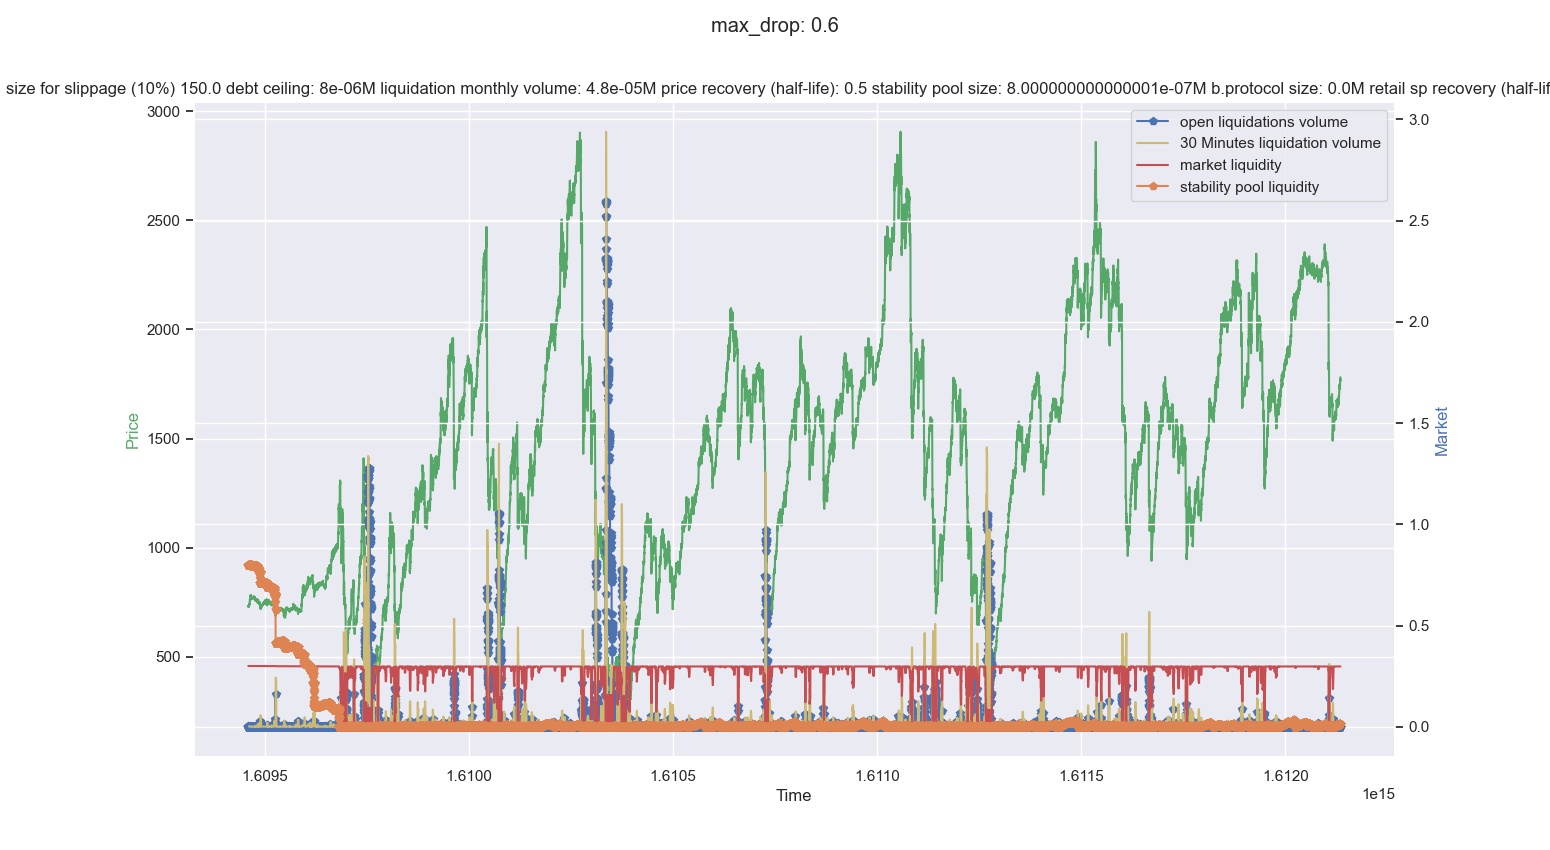 max_drop: 0.6
size for slippage (10%) 150.0 debt ceiling: 8e-06M liquidation monthly volume: 4.8e-05M price recovery (half-life): 0.5 stability pool size: 8.000000000000001e-07M b.protocol size: 0.0M retail sp recovery (half-lif
3000
2500
2000
1500
1000
500
Price
open liquidations volume
30 Minutes liquidation volume
market liquidity
stability pool liquidity
3.0
2.5
2.0
1.5
1.0
0.5
0.0
Market
1.6095
1.6100
1.6105
1.6110
1.6115
1.6120
1e15
Time